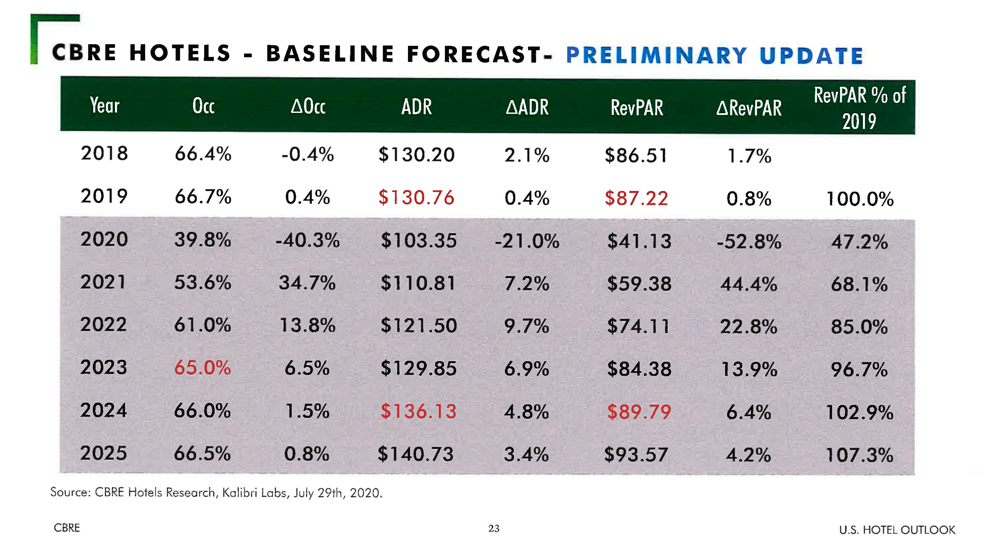 CBRE HOTELS - BASELINE FORECAST- PRELIMINARY UPDATE
Year Occ ΔOcc ADR ΔADR RevPAR ΔRevPAR RevPAR % of 2019
2018 66.4% -0.4% $130.20 2.1% $86.51 1.7%
2019 66.7% 0.4% $130.76 0.4% $87.22 0.8% 100.0%
2020 39.8% -40.3% $103.35 -21.0% $41.13 -52.8% 47.2%
2021 53.6% 34.7% $110.81 7.2% $59.38 44.4% 68.1%
2022 61.0% 13.8% $121.50 9.7% $74.11 22.8% 85.0%
2023 65.0% 6.5% $129.85 6.9% $84.38 13.9% 96.7%
2024 66.0% 1.5% $136.13 4.8% $89.79 6.4% 102.9%
2025 66.5% 0.8% $140.73 3.4% $93.57 4.2% 107.3%
Source: CBRE Hotels Research, Kalibri Labs, July 29th, 2020.
CBRE 23 U.S. HOTEL OUTLOOK